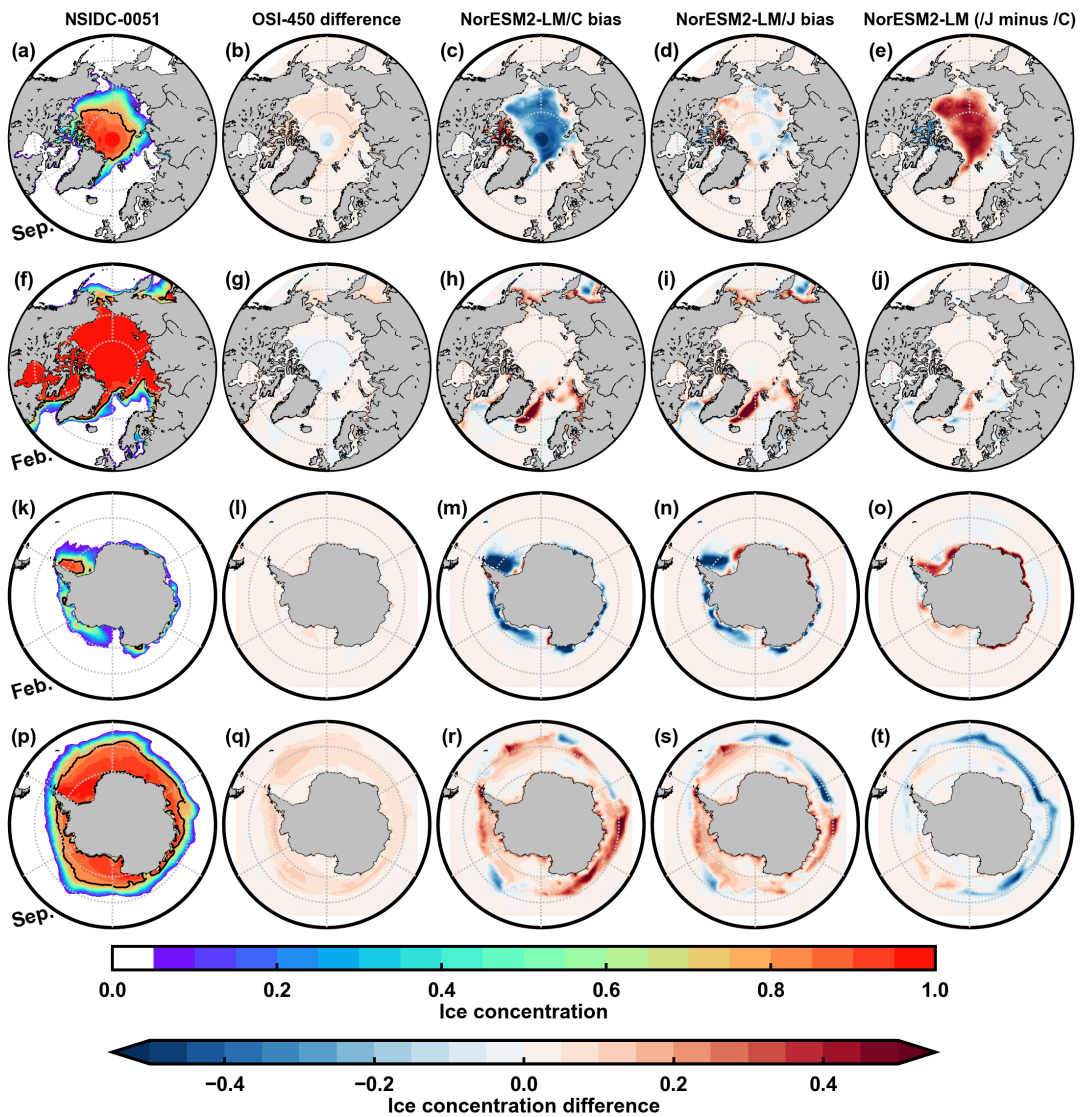 NSIDC-0051 OSI-450 difference NorESM2-LM/C bias NorESM2-LM/J bias NorESM2-LM (/J minus /C)
(a) (b) (c) (d) (e)
Sep.
(f) (g) (h) (i) (j)
Feb.
(k) (l) (m) (n) (o)
Feb.
(p) (q) (r) (s) (t)
Sep.
0.0 0.2 0.4 0.6 0.8 1.0
Ice concentration
−0.4 −0.2 0.0 0.2 0.4
Ice concentration difference